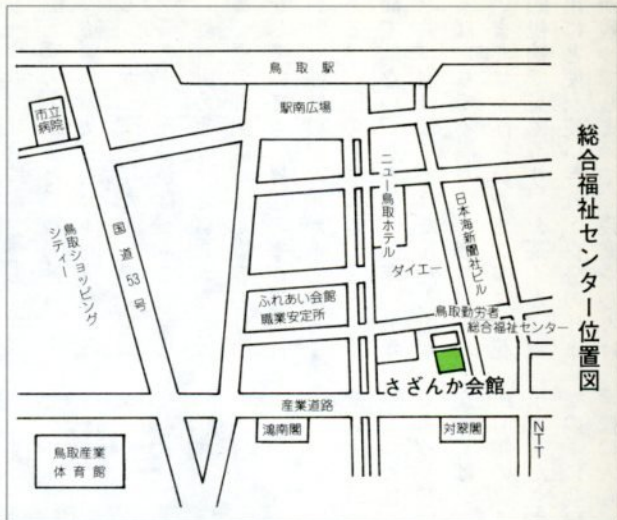 総合福祉センター位置図
鳥取駅
市立
病院
駅南広場
ニュー鳥取ホテル
日本海新聞社ビル
国道53号
鳥取ショッピング
シティー
ダイエー
ふれあい会館
職業安定所
鳥取勤労者
総合福祉センター
さざんか会館
産業道路
鴻南閣
対翠閣
NTT
鳥取産業
体育館